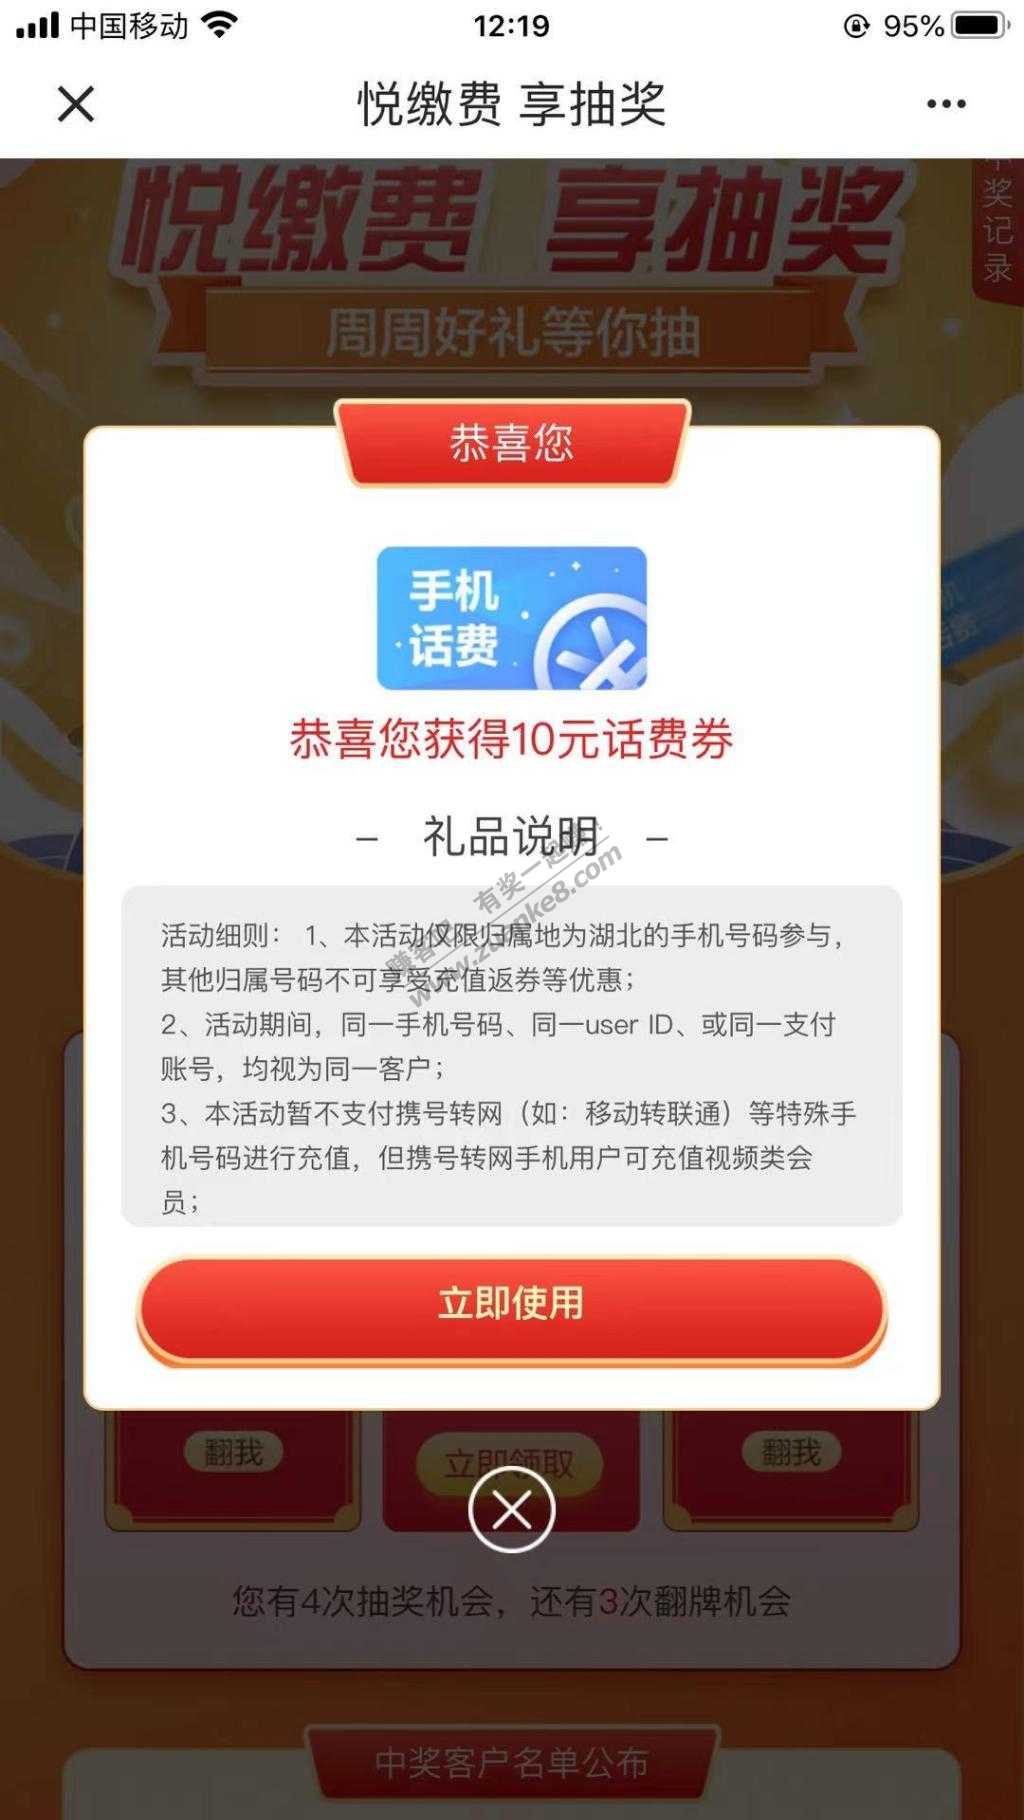 中国移动
12:19
95%
悦缴费 享抽奖
悦缴费 享抽奖
奖记录
周周好礼等你抽
恭喜您
手机
话费
恭喜您获得10元话费券
– 礼品说明 –
赚客吧 有奖一起赚!
www.zuanke8.com
活动细则： 1、本活动仅限归属地为湖北的手机号码参与，
其他归属号码不可享受充值返券等优惠；
2、活动期间，同一手机号码、同一user ID、或同一支付
账号，均视为同一客户；
3、本活动暂不支付携号转网（如：移动转联通）等特殊手
机号码进行充值，但携号转网手机用户可充值视频类会
员；
立即使用
翻我
立即领取
翻我
您有4次抽奖机会，还有3次翻牌机会
中奖客户名单公布